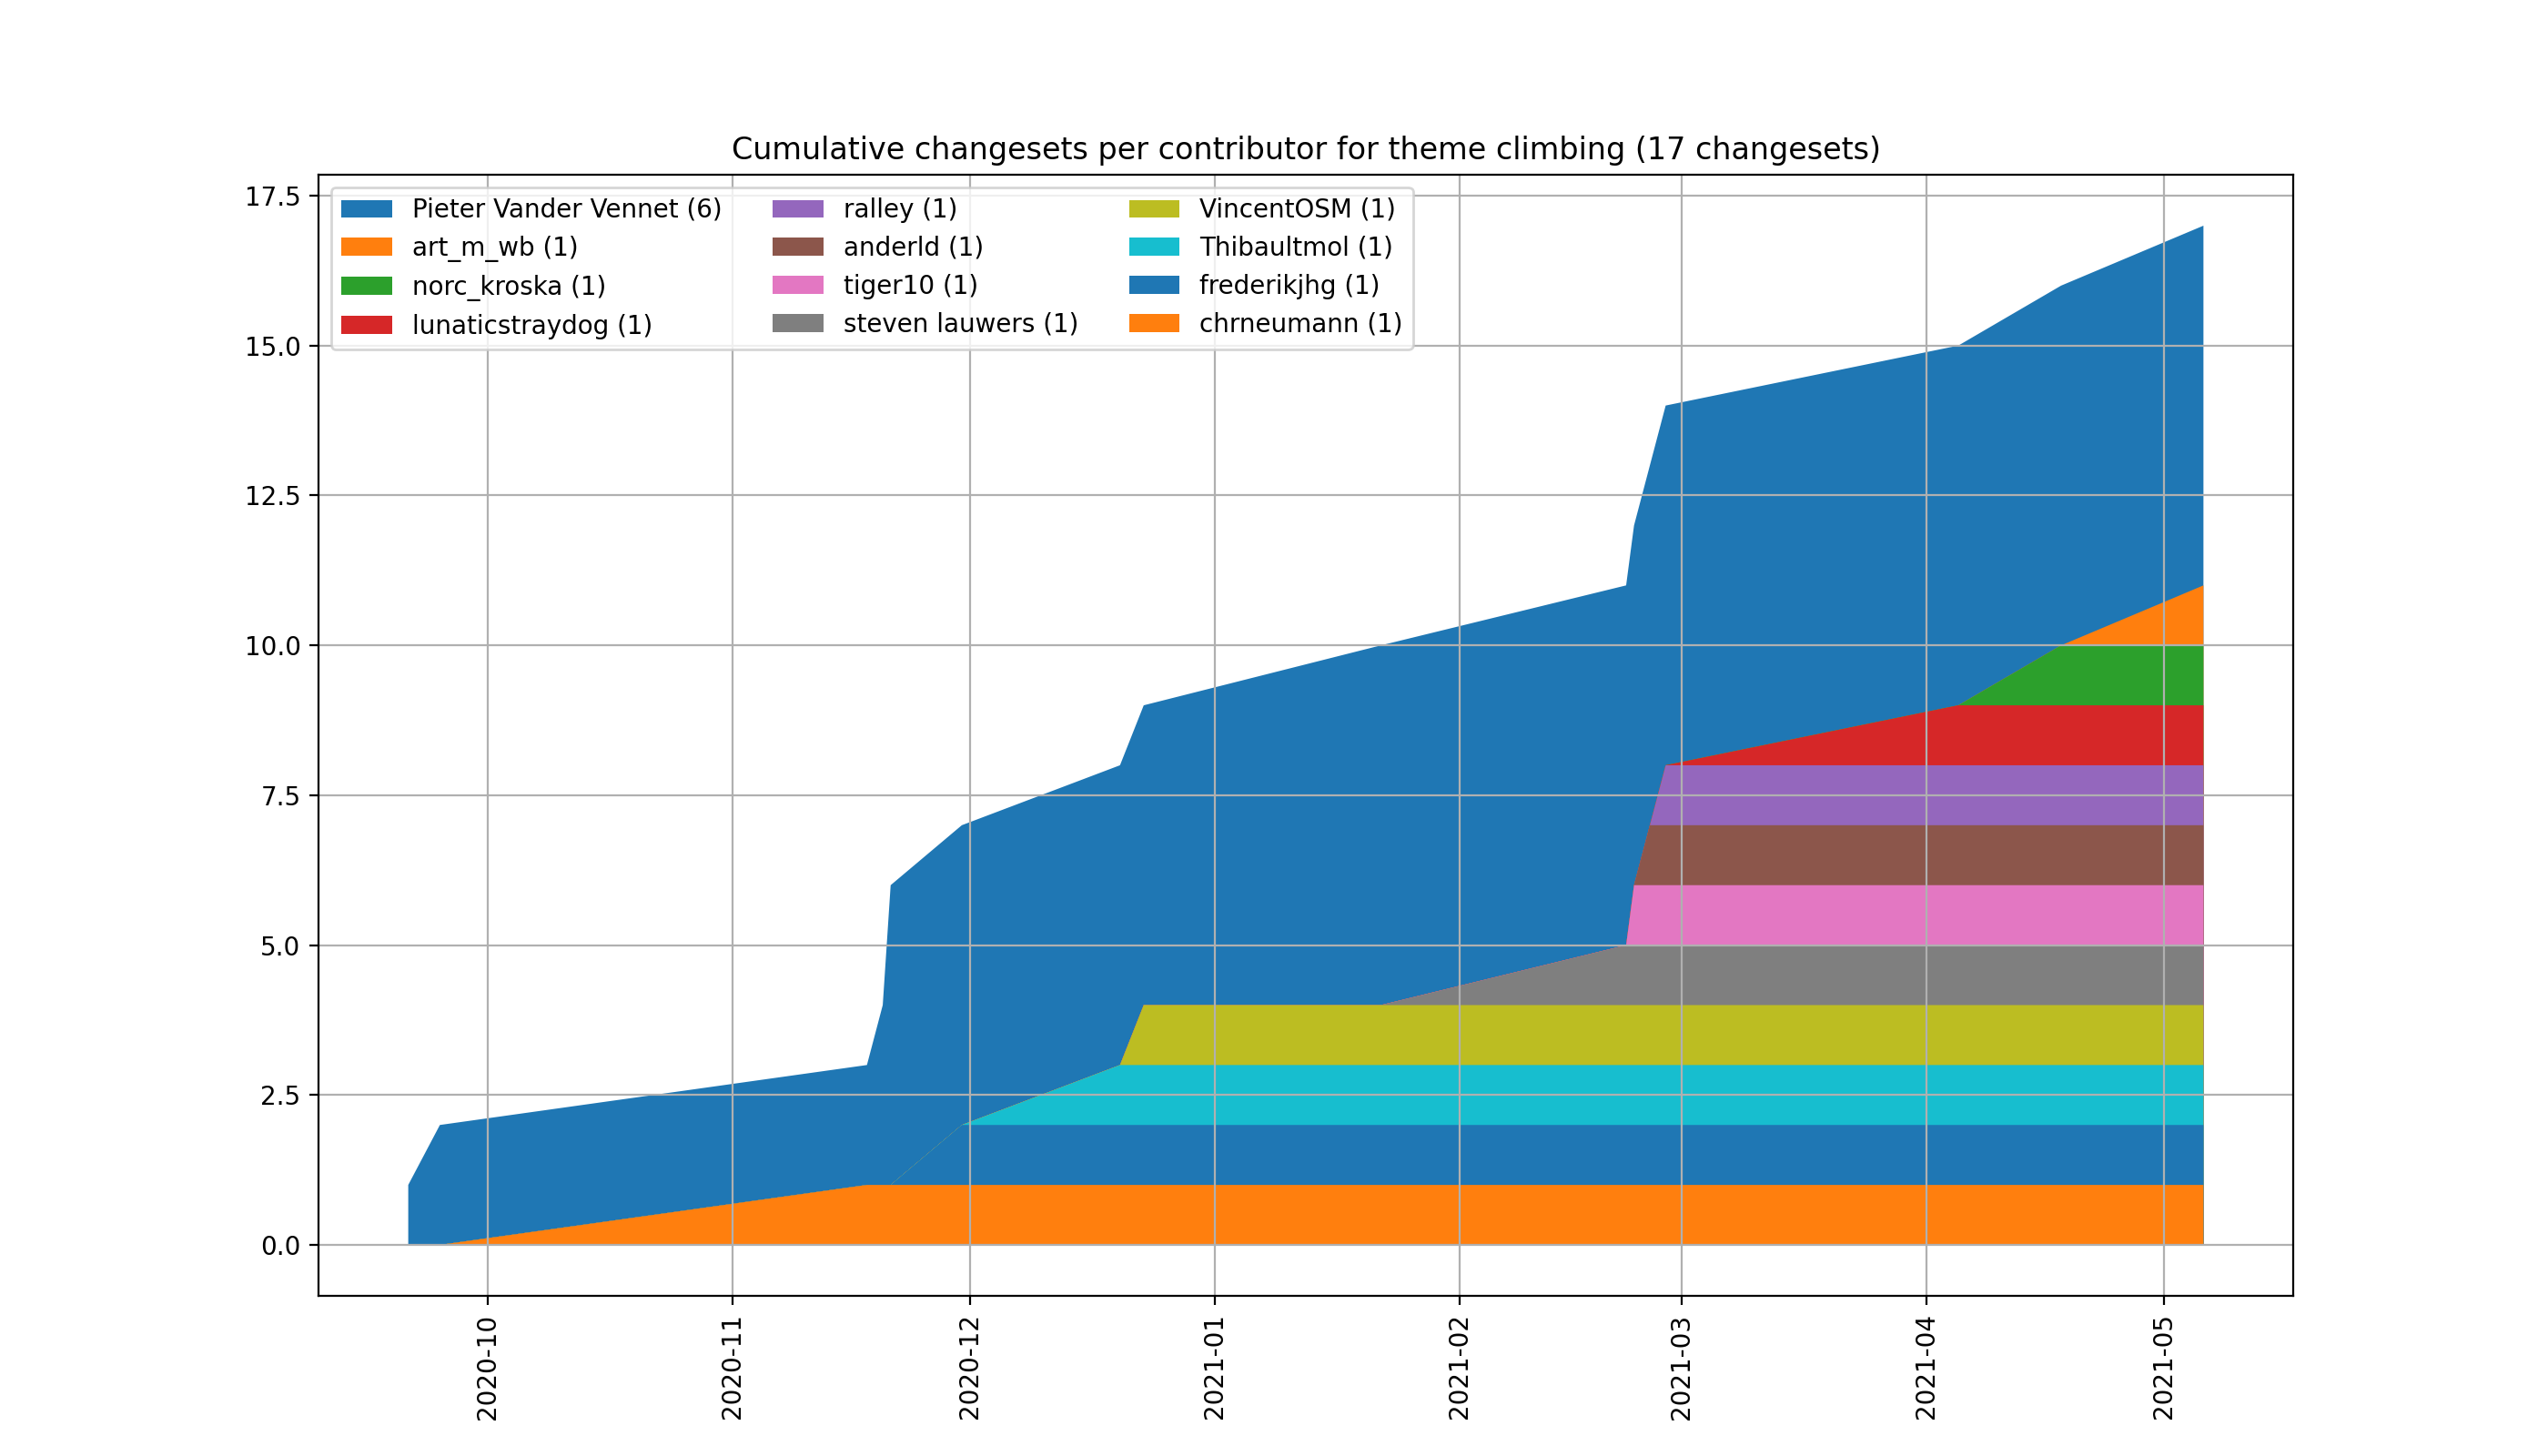 Cumulative changesets per contributor for theme climbing (17 changesets)
Pieter Vander Vennet (6)
art_m_wb (1)
norc_kroska (1)
lunaticstraydog (1)
ralley (1)
anderld (1)
tiger10 (1)
steven lauwers (1)
VincentOSM (1)
Thibaultmol (1)
frederikjhg (1)
chrneumann (1)
17.5
15.0
12.5
10.0
7.5
5.0
2.5
0.0
2020-10
2020-11
2020-12
2021-01
2021-02
2021-03
2021-04
2021-05